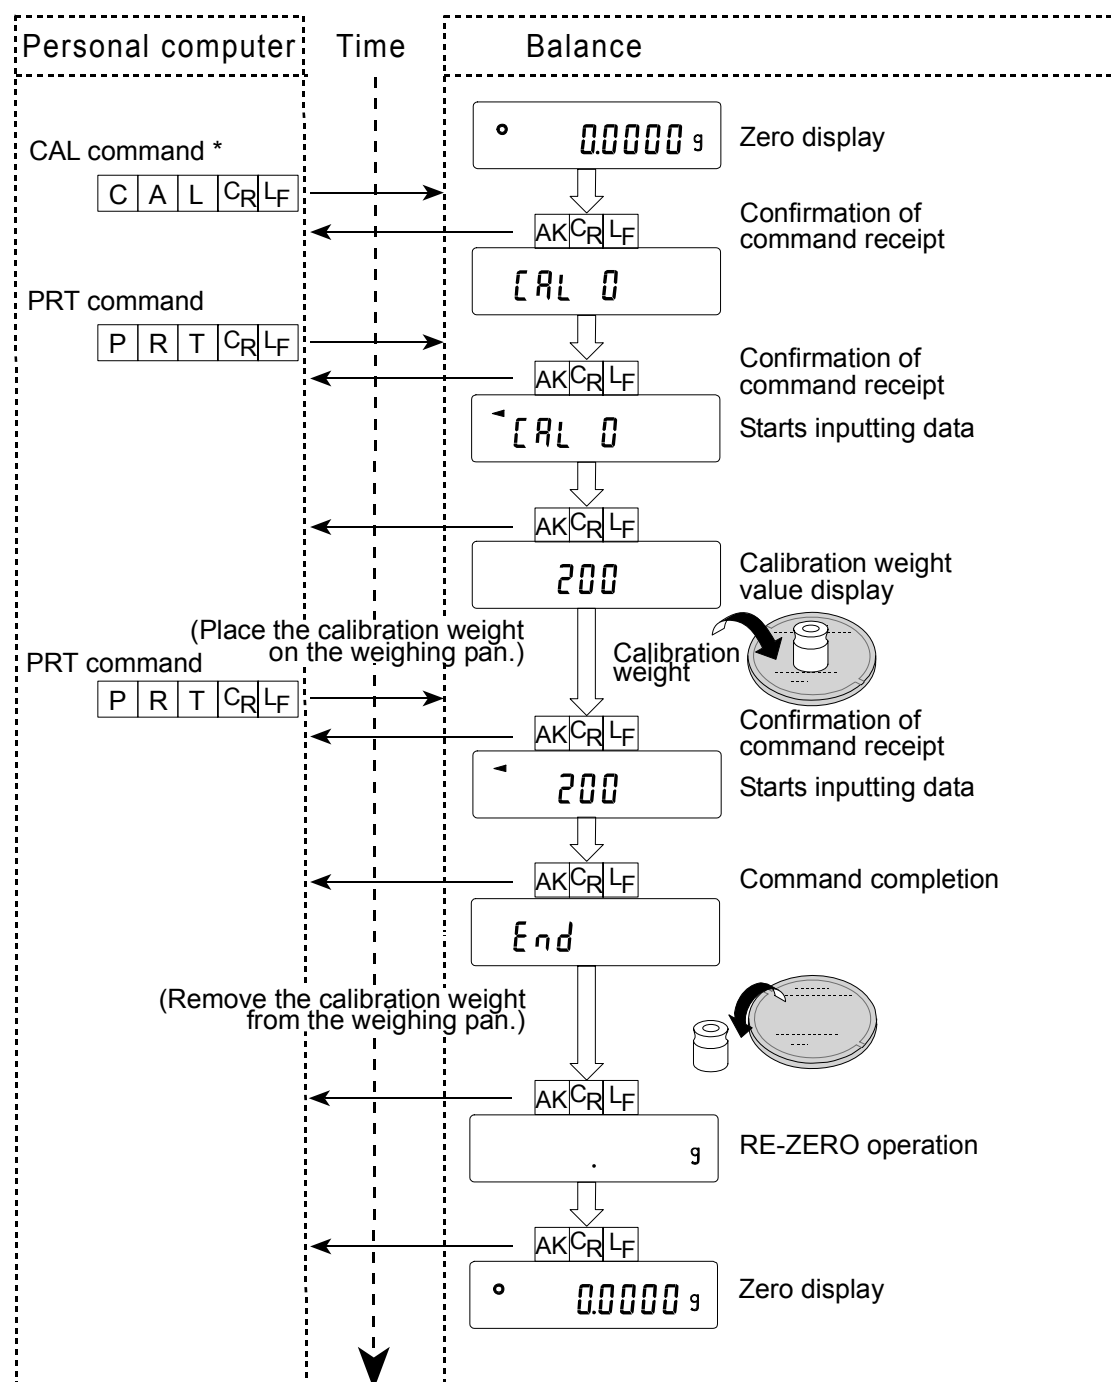 Personal computer Time Balance
0.0000 g Zero display
CAL command *
C A L CR LF
AK CR LF Confirmation of
command receipt
CAL 0
PRT command
P R T CR LF
AK CR LF Confirmation of
command receipt
CAL 0 Starts inputting data
AK CR LF
200 Calibration weight
value display
(Place the calibration weight
on the weighing pan.)
Calibration
weight
PRT command
P R T CR LF
AK CR LF Confirmation of
command receipt
200 Starts inputting data
AK CR LF Command completion
End
(Remove the calibration weight
from the weighing pan.)
AK CR LF
. g RE-ZERO operation
AK CR LF
0.0000 g Zero display